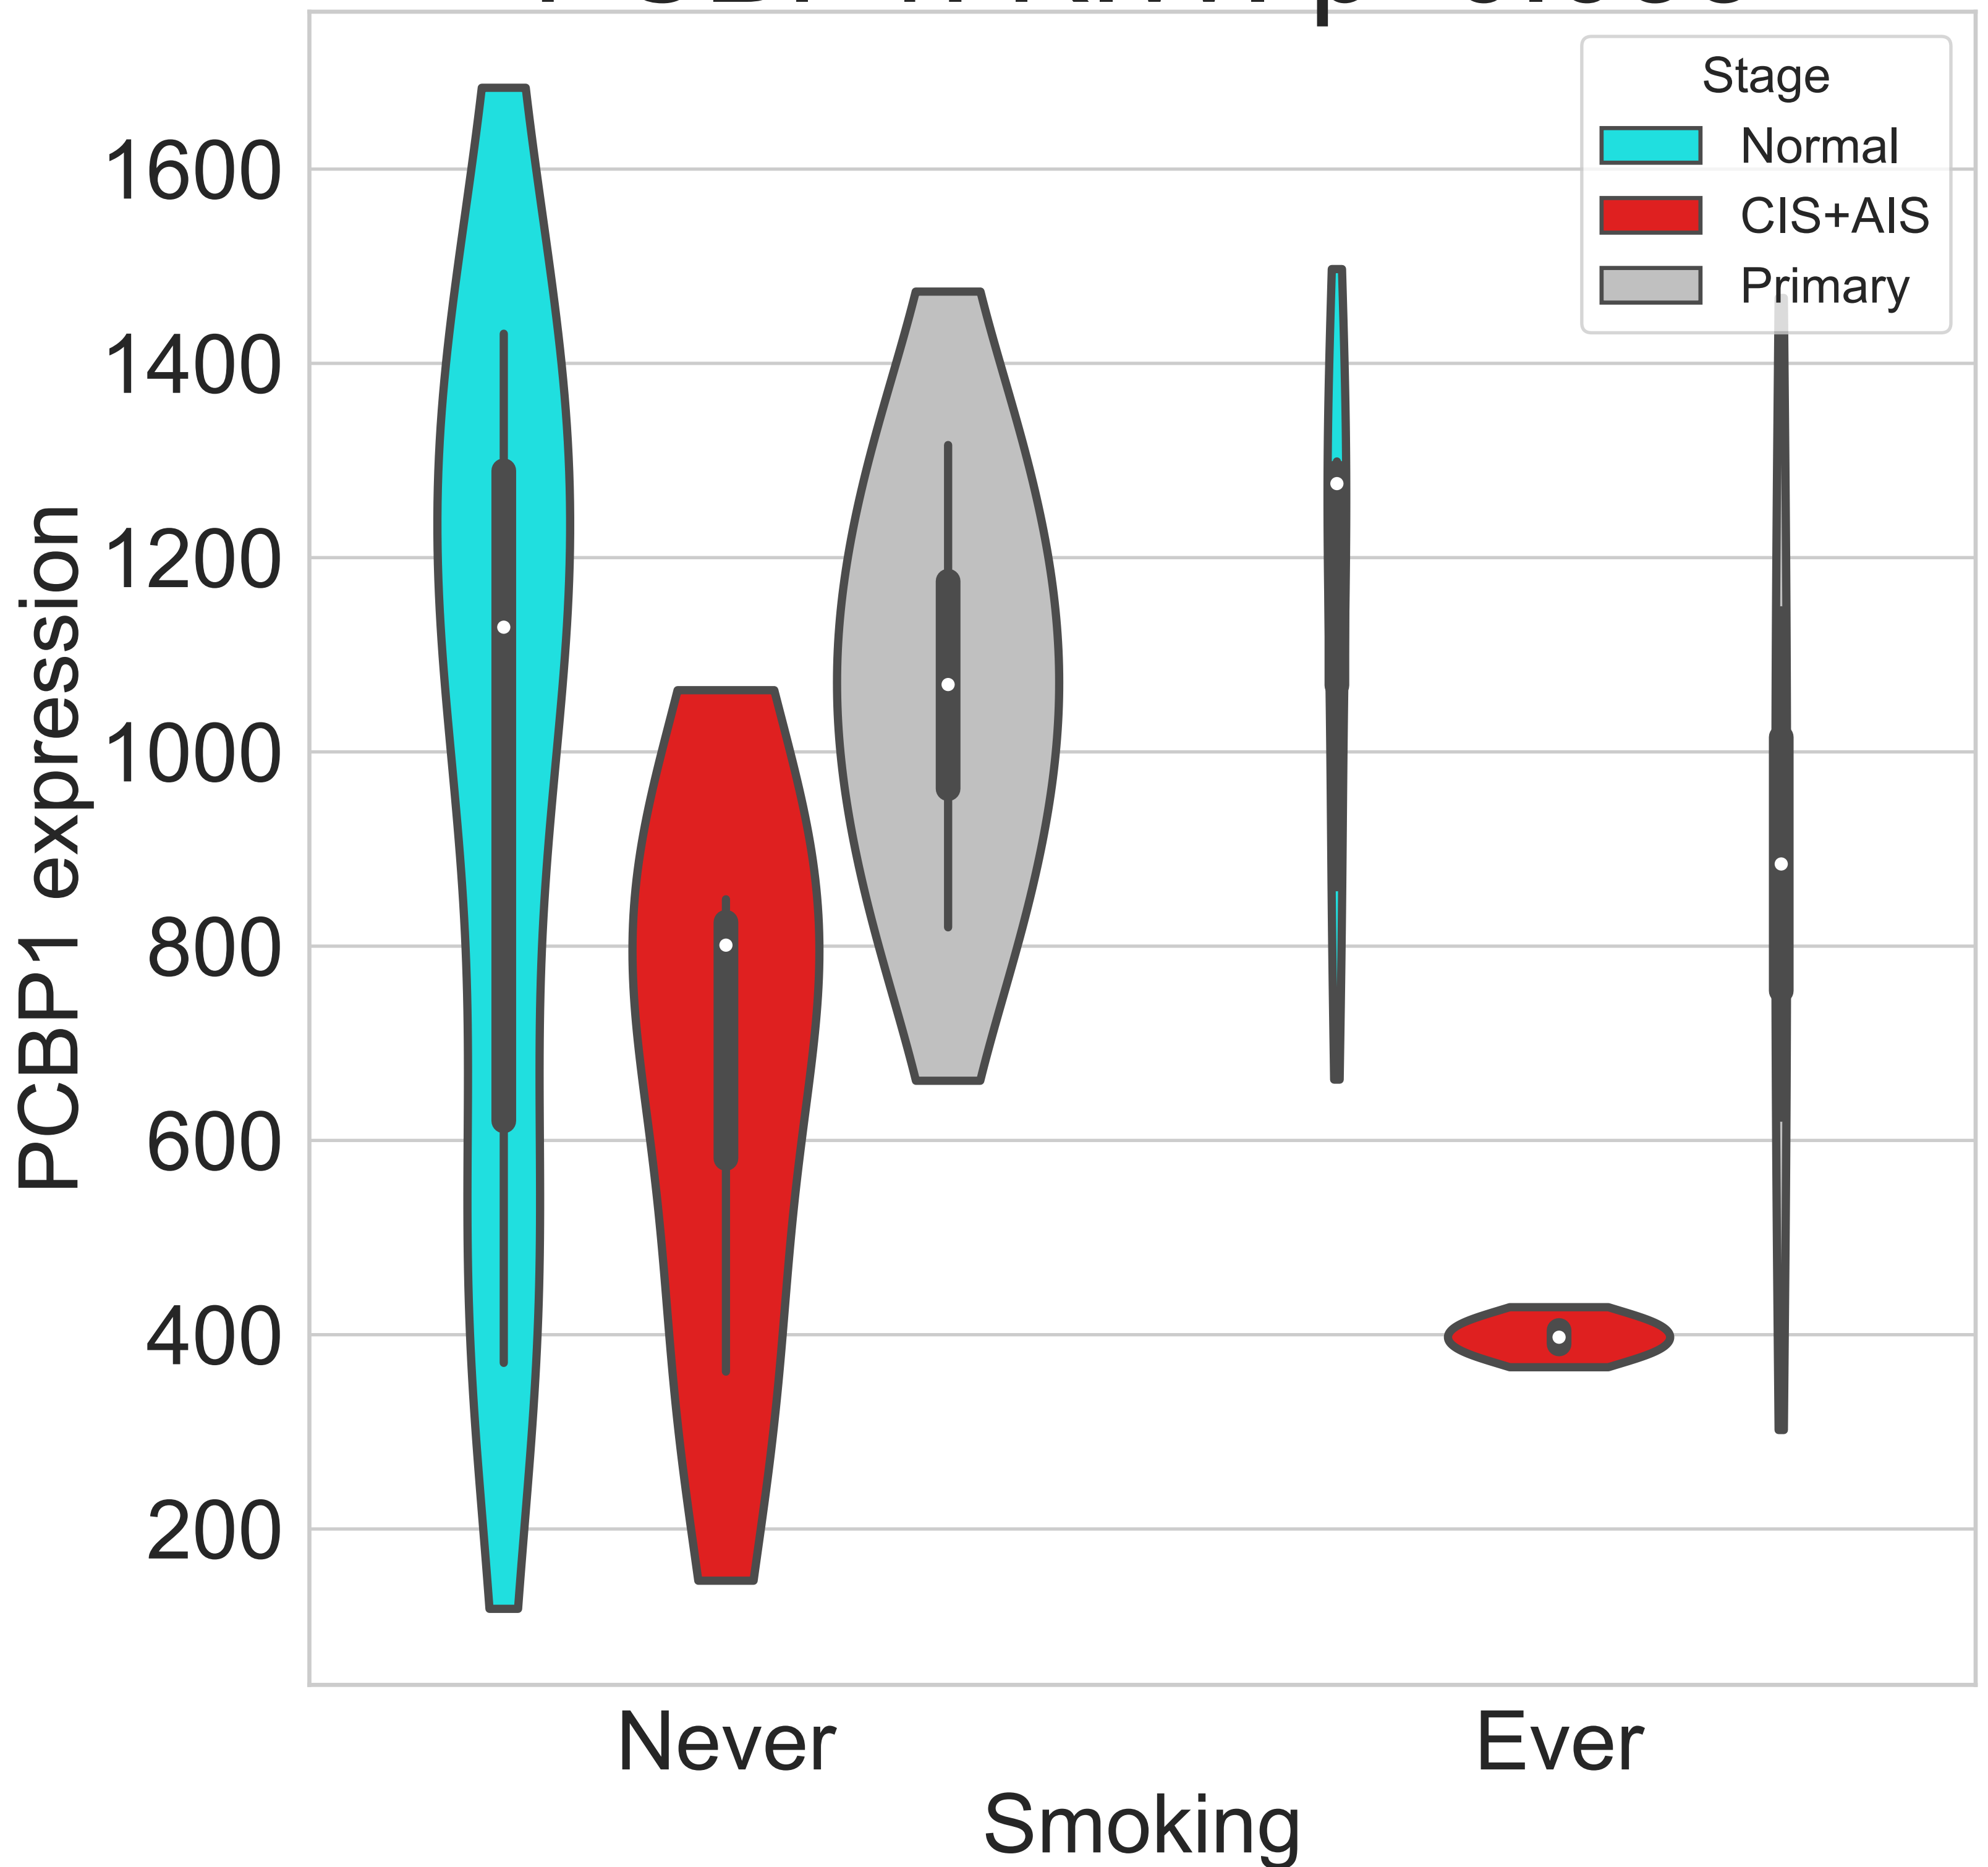 Stage
Normal
CIS+AIS
Primary
1600
1400
1200
1000
800
600
400
200
PCBP1 expression
Never
Ever
Smoking